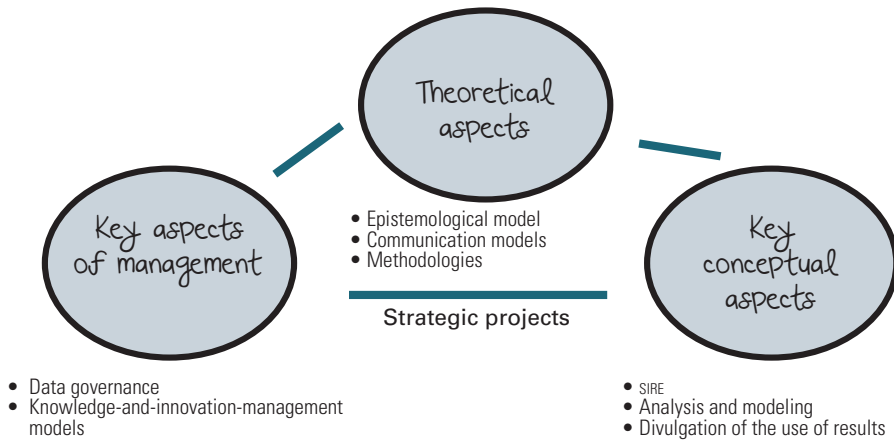 Theoretical
aspects
• Epistemological model
• Communication models
• Methodologies
Key aspects
of management
• Data governance
• Knowledge-and-innovation-management
models
Strategic projects
Key
conceptual
aspects
• SIRE
• Analysis and modeling
• Divulgation of the use of results